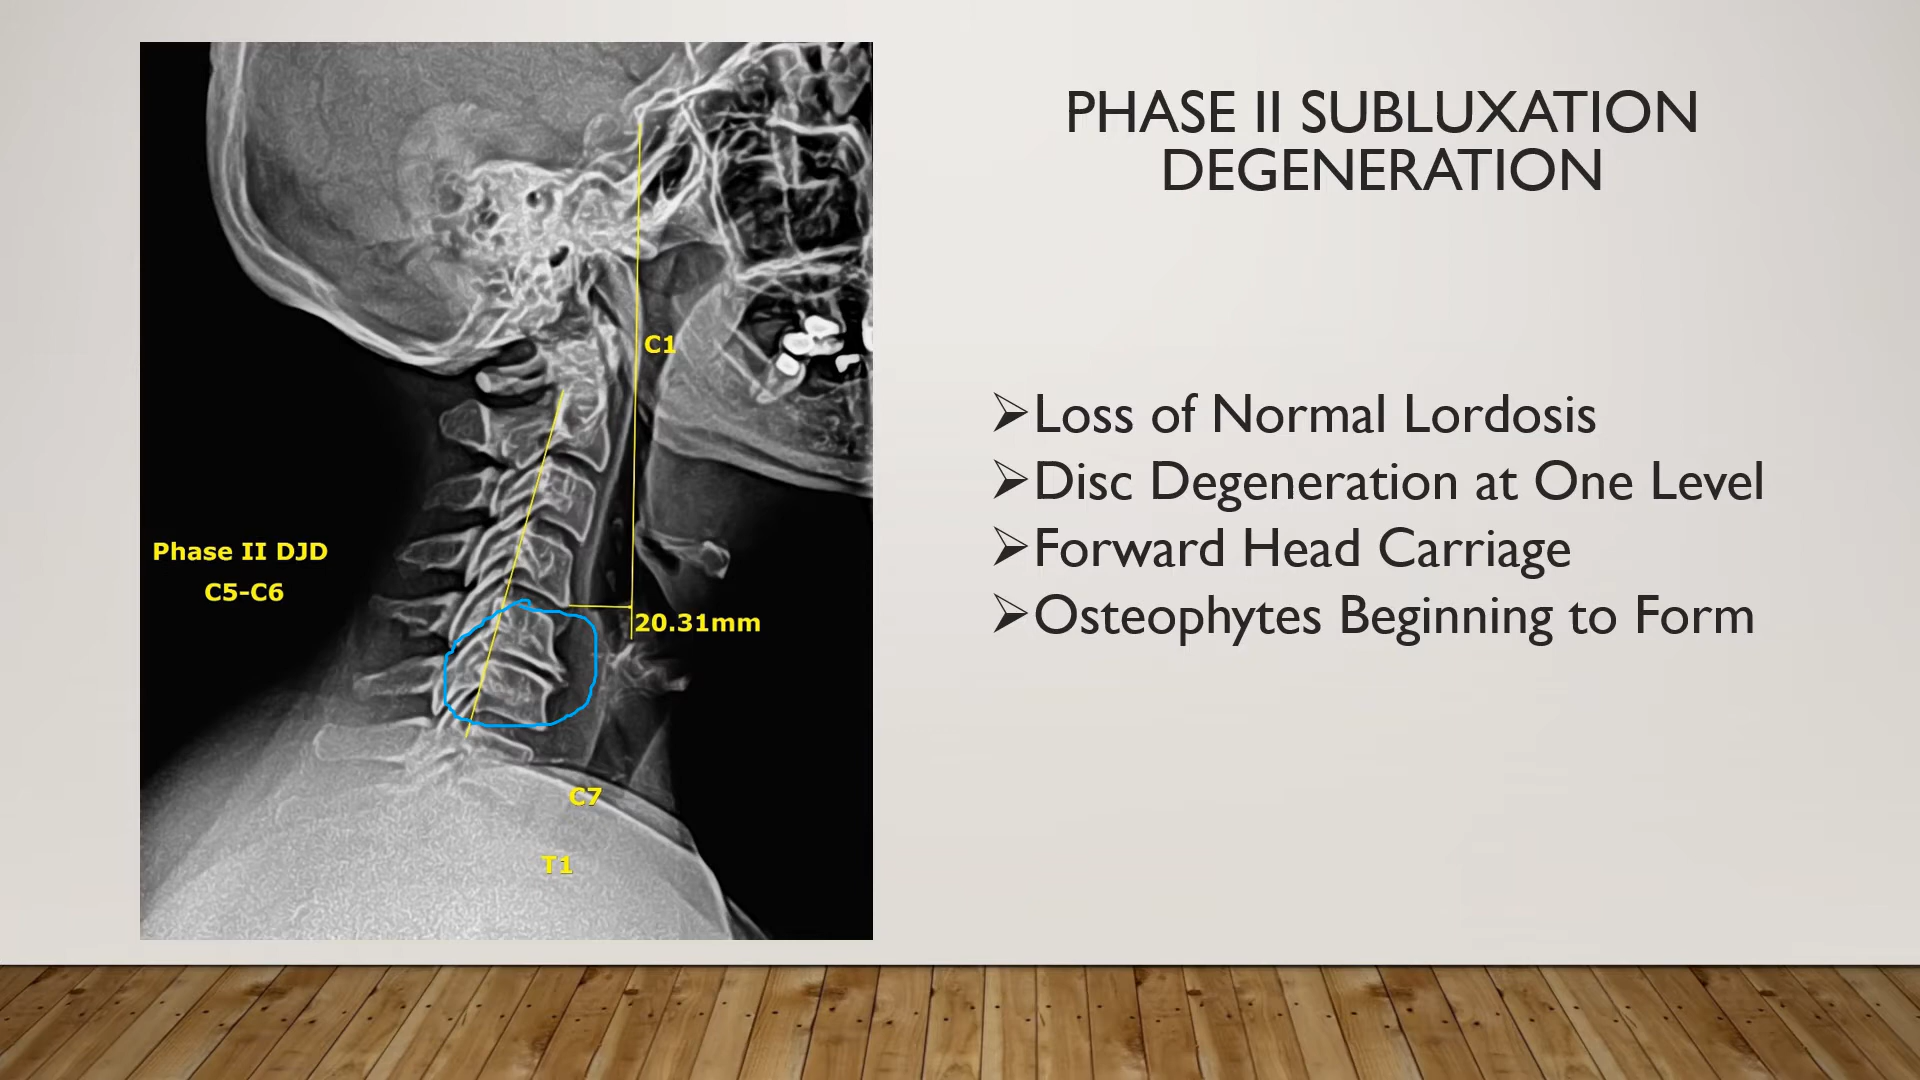 PHASE II SUBLUXATION
DEGENERATION
C1
Phase II DJD
C5-C6
20.31mm
C7
T1
Loss of Normal Lordosis
Disc Degeneration at One Level
Forward Head Carriage
Osteophytes Beginning to Form